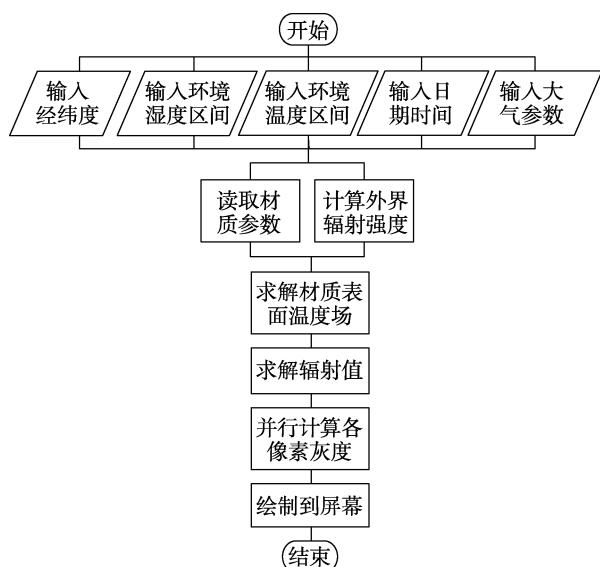 开始
输入
经纬度
输入环境
湿度区间
输入环境
温度区间
输入日
期时间
输入大
气参数
读取材
质参数
计算外界
辐射强度
求解材质表
面温度场
求解辐射值
并行计算各
像素灰度
绘制到屏幕
结束